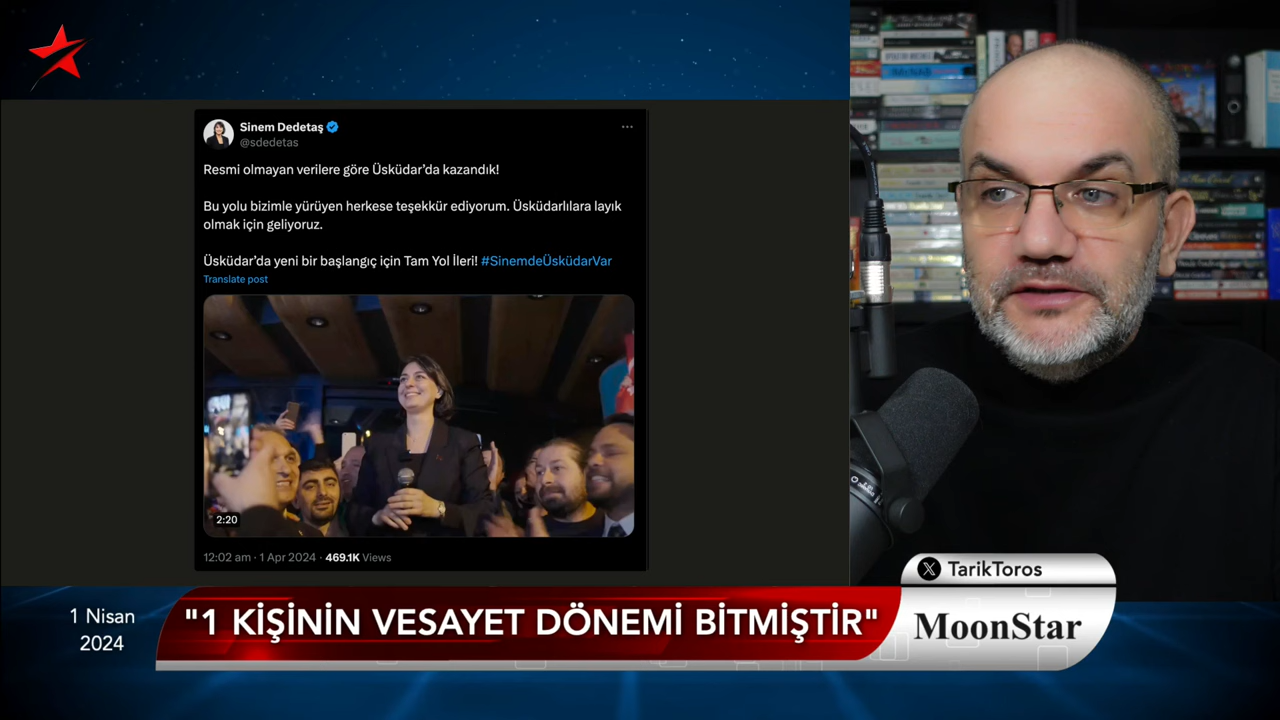 Sinem Dedetaş
@sdedetas
Resmi olmayan verilere göre Üsküdar’da kazandık!
Bu yolu bizimle yürüyen herkese teşekkür ediyorum. Üsküdarlılara layık
olmak için geliyoruz.
Üsküdar’da yeni bir başlangıç için Tam Yol İleri! #SinemdeÜsküdarVar
Translate post
2:20
12:02 am · 1 Apr 2024 · 469.1K Views
TarikToros
1 Nisan
2024
"1 KİŞİNİN VESAYET DÖNEMİ BİTMİŞTİR"
MoonStar